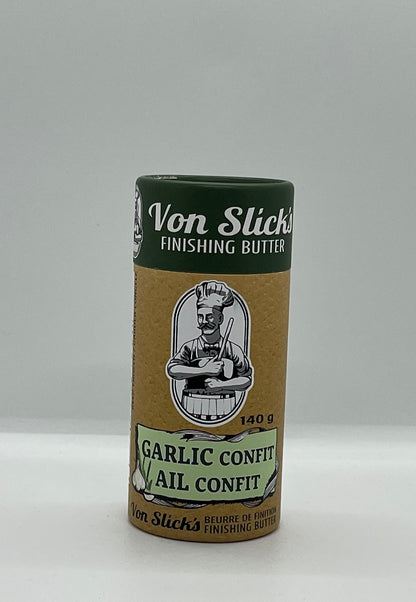 Von Slick's
FINISHING BUTTER
140 g
GARLIC CONFIT
AIL CONFIT
Von Slick's BEURRE DE FINITION
FINISHING BUTTER